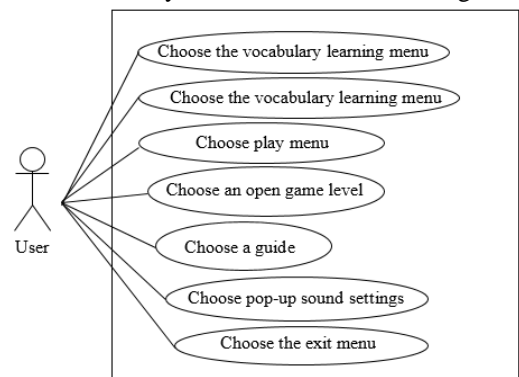 Choose the vocabulary learning menu
Choose the vocabulary learning menu
Choose play menu
Choose an open game level
Choose a guide
User
Choose pop-up sound settings
Choose the exit menu